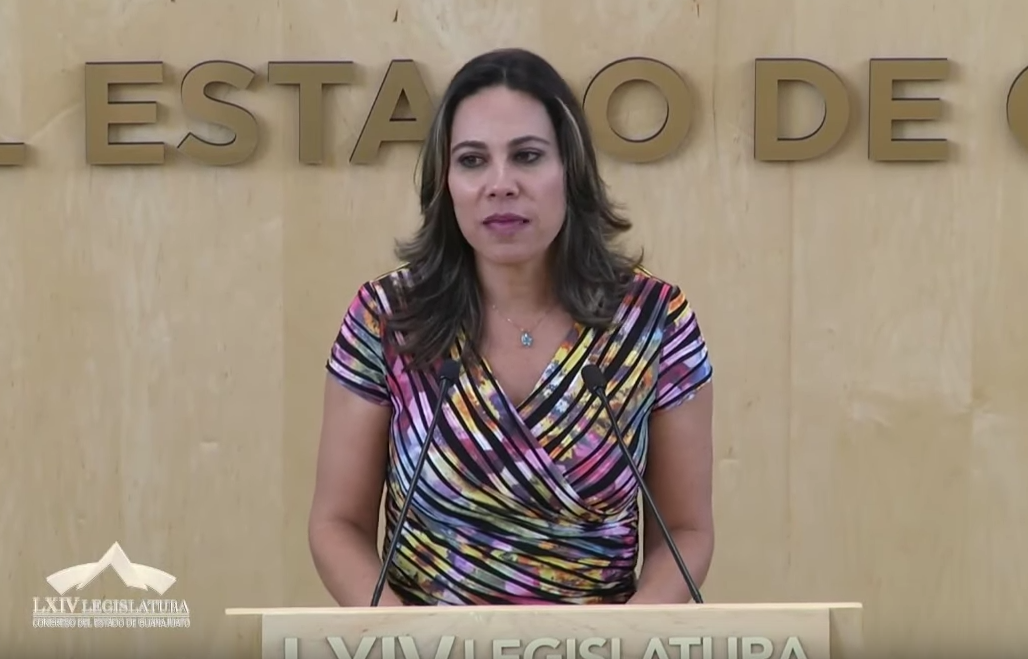 L ESTADO DE G
LXIV LEGISLATURA
CONGRESO DEL ESTADO DE GUANAJUATO
LXIV LEGISLATURA